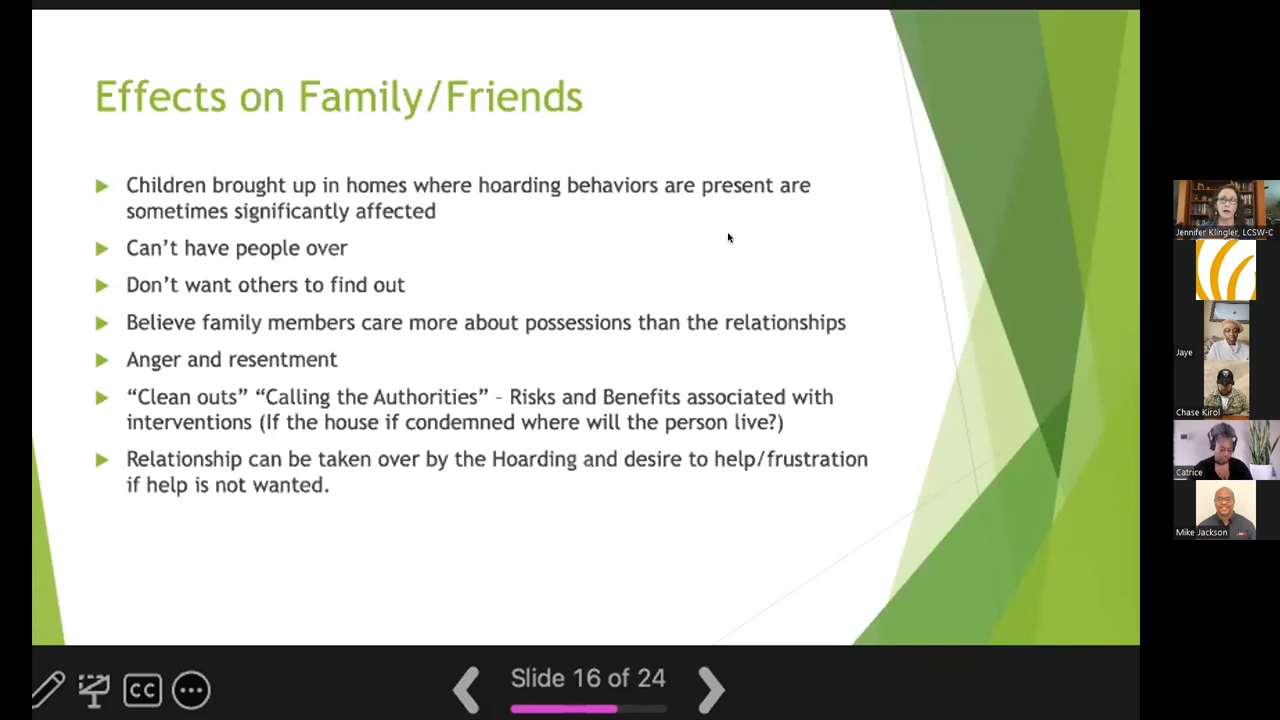 Effects on Family/Friends
Children brought up in homes where hoarding behaviors are present are
sometimes significantly affected
Can't have people over
Don't want others to find out
Believe family members care more about possessions than the relationships
Anger and resentment
“Clean outs” “Calling the Authorities” – Risks and Benefits associated with
interventions (If the house if condemned where will the person live?)
Relationship can be taken over by the Hoarding and desire to help/frustration
if help is not wanted.
CC
Slide 16 of 24
Jennifer Klingler, LCSW-C
Jaye
Chase Kirol
Catrice
Mike Jackson